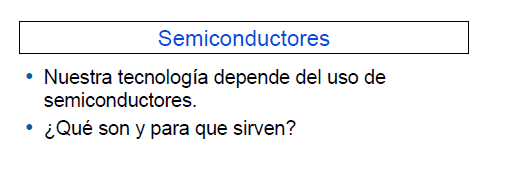 Semiconductores
• Nuestra tecnología depende del uso de
semiconductores.
• ¿Qué son y para que sirven?